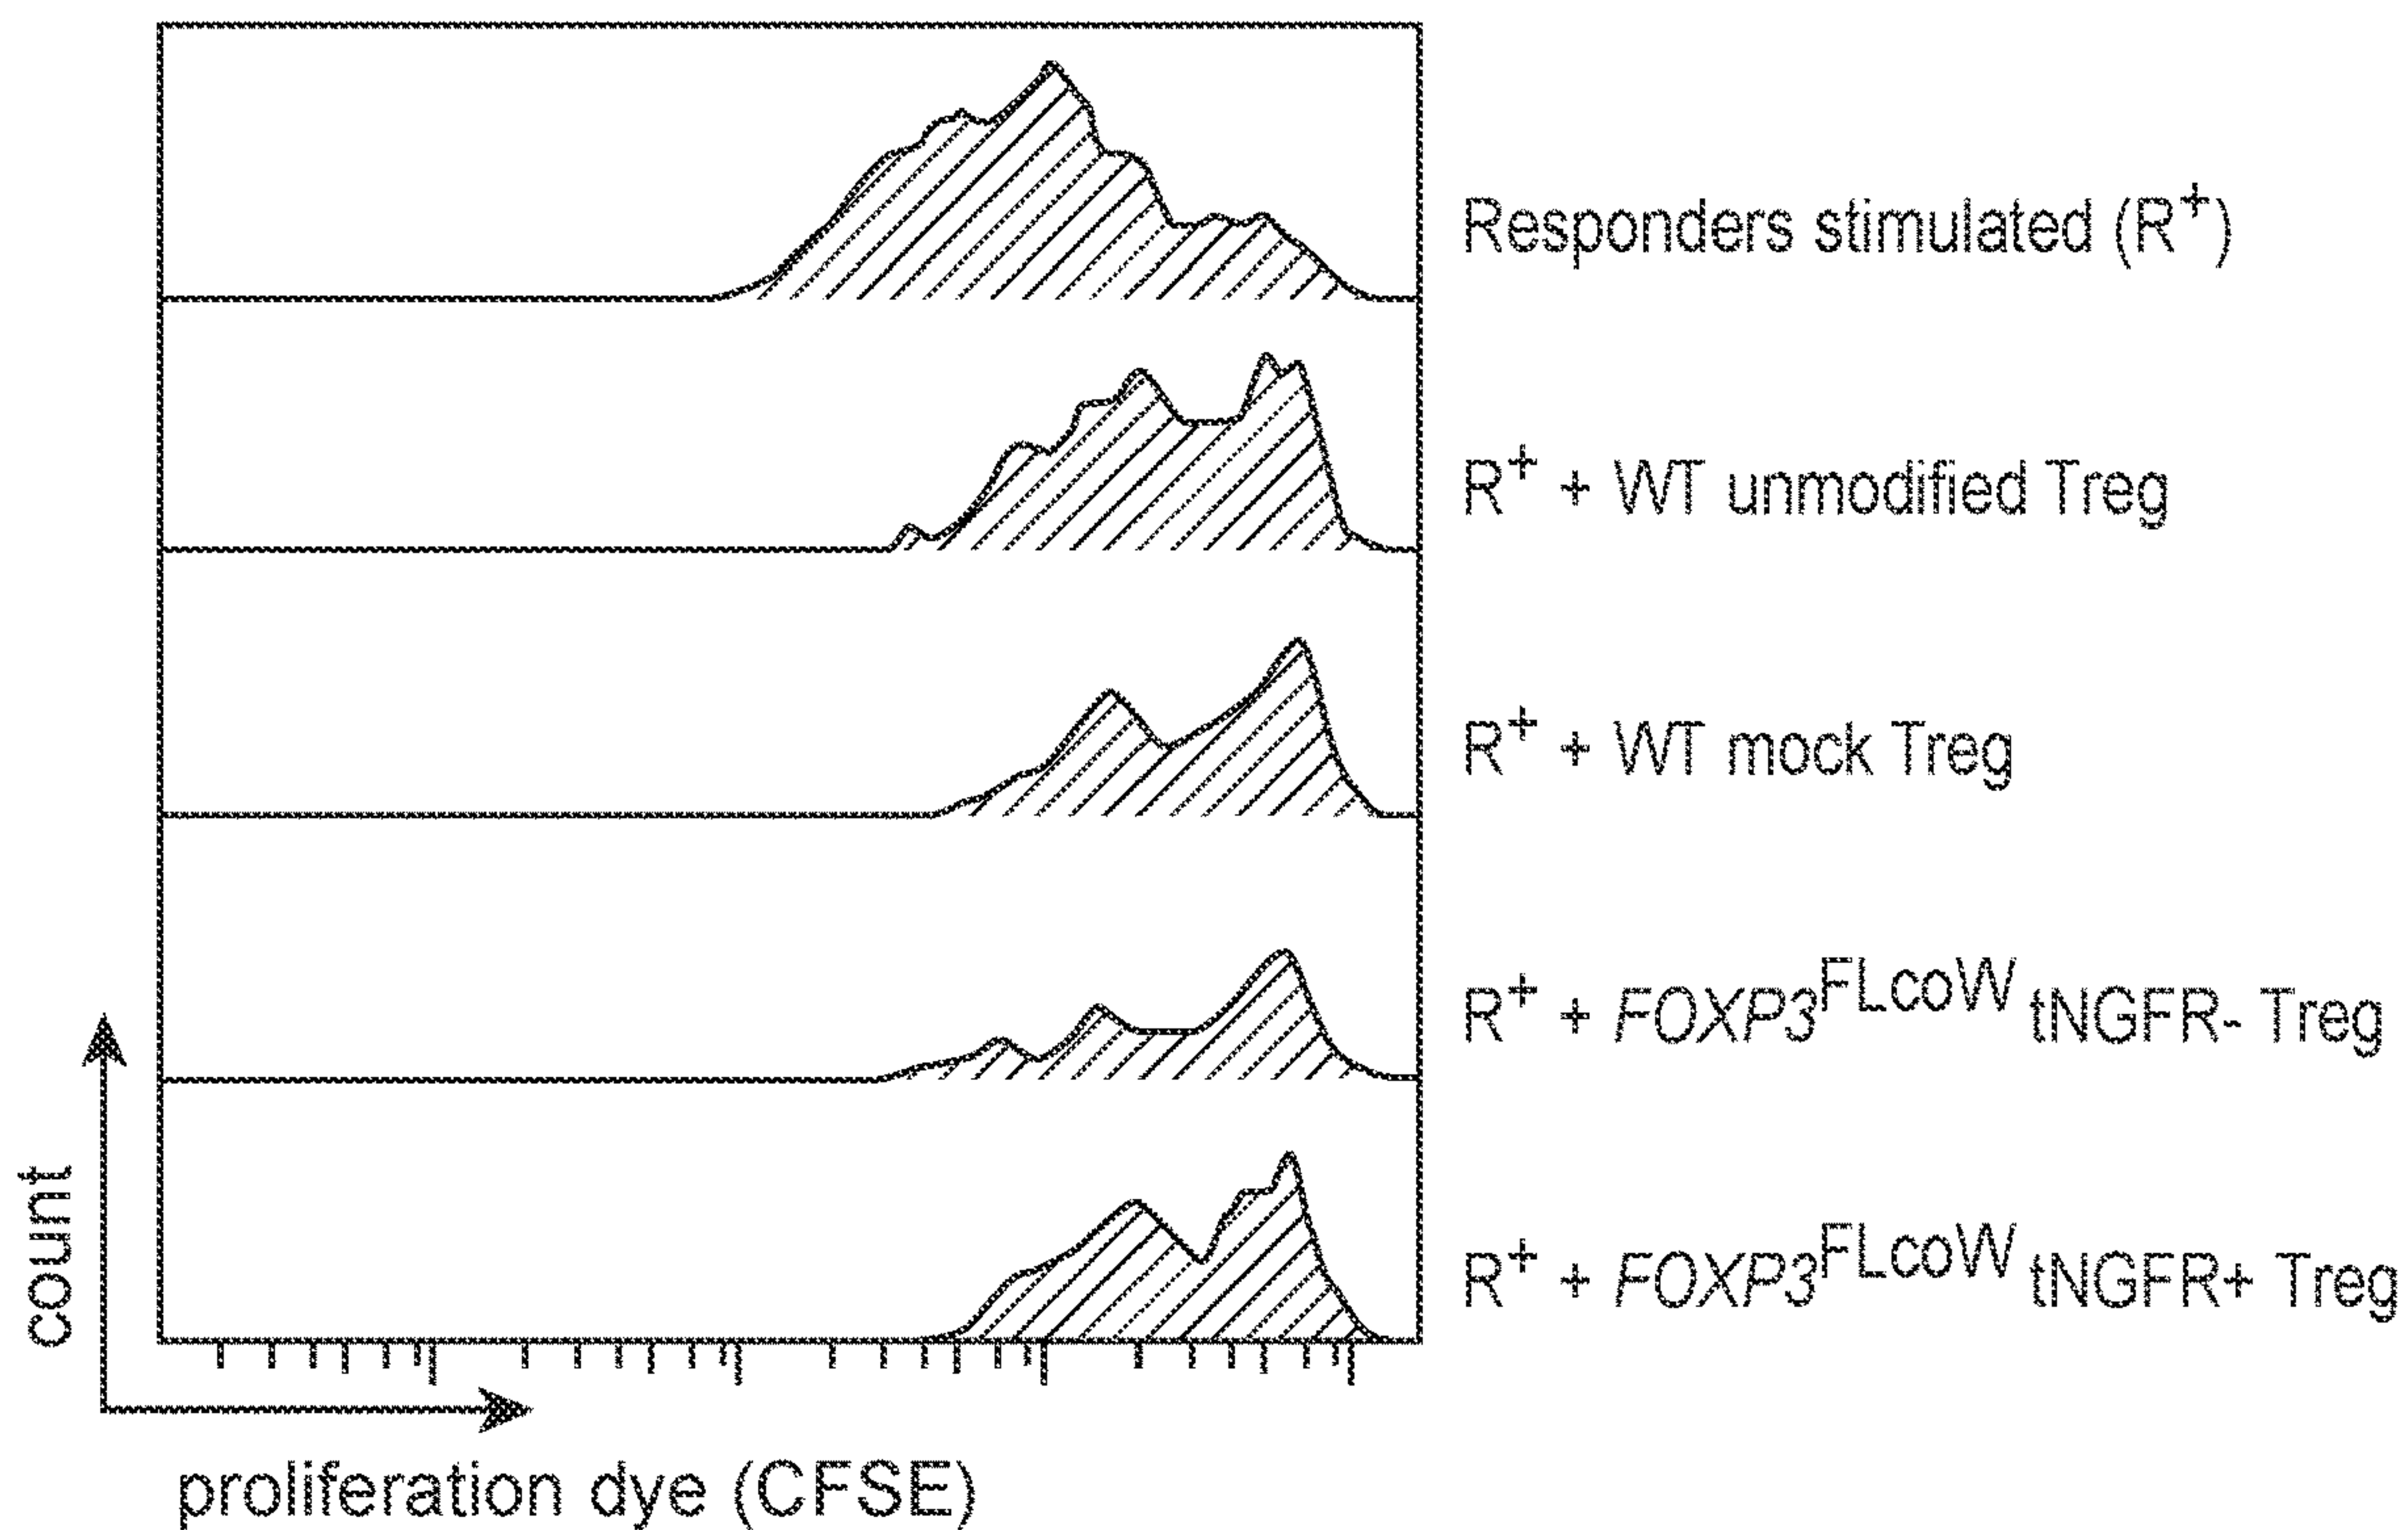 Responders stimulated (R⁺)
R⁺ + WT unmodified Treg
R⁺ + WT mock Treg
R⁺ + FOXP3ᶠᴸᶜᵒᵂ tNGFR- Treg
R⁺ + FOXP3ᶠᴸᶜᵒᵂ tNGFR+ Treg
count
proliferation dye (CFSE)